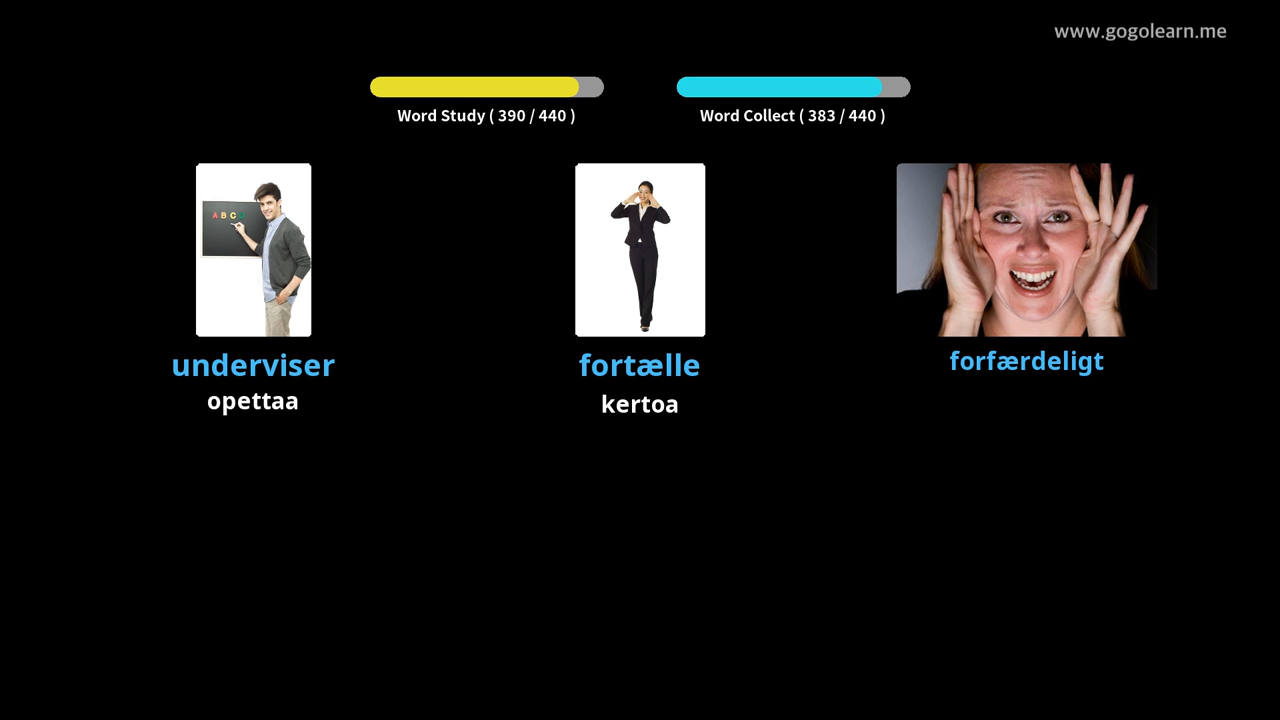 www.gogolearn.me
Word Study ( 390 / 440 )
Word Collect ( 383 / 440 )
A B C D
underviser
opettaa
fortælle
kertoa
forfærdeligt